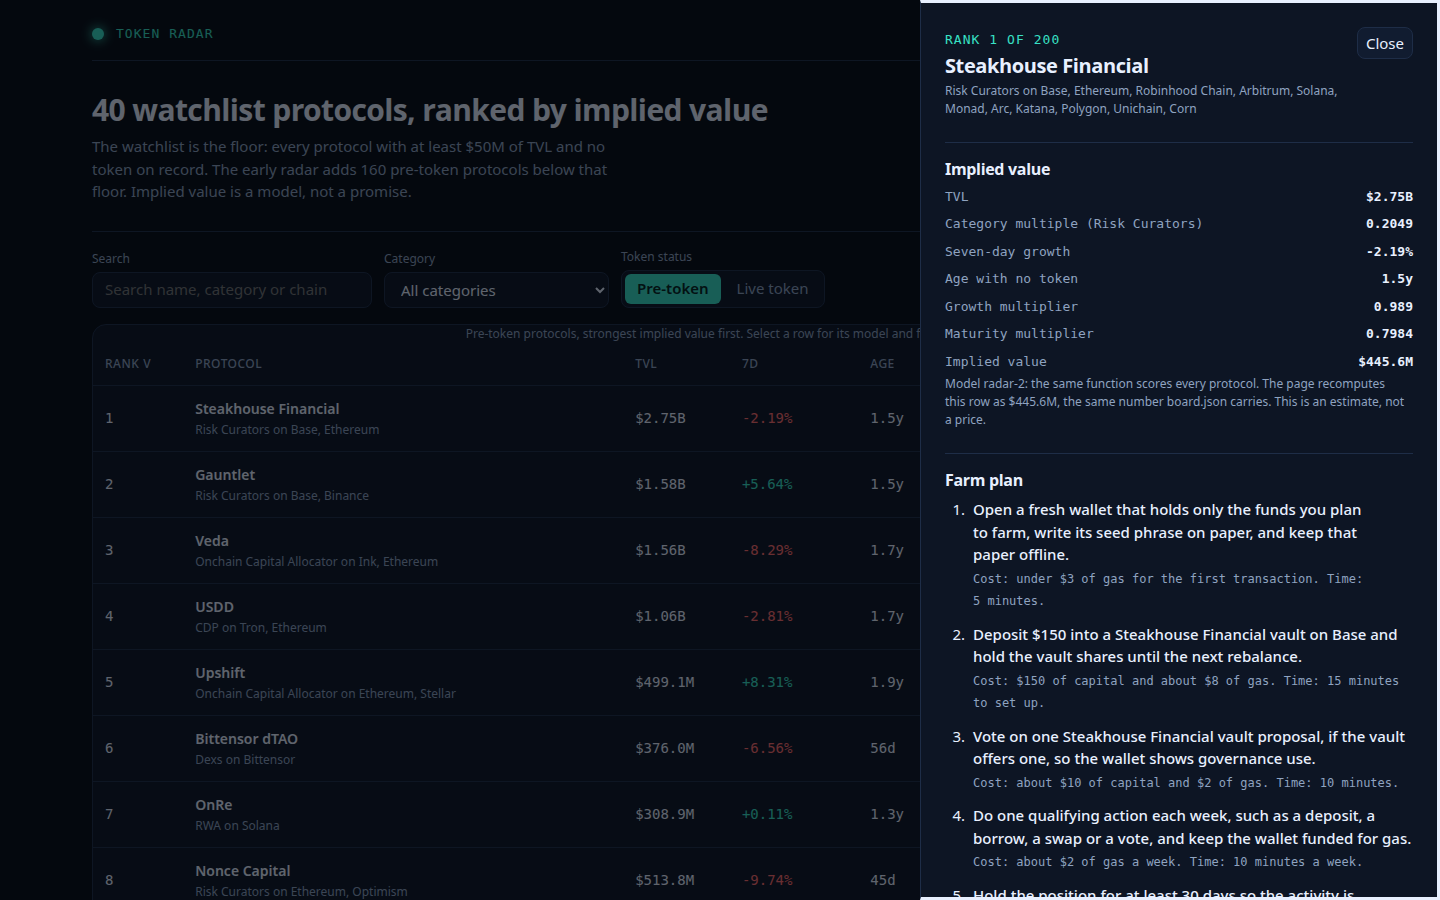 TOKEN RADAR
40 watchlist protocols, ranked by implied value
The watchlist is the floor: every protocol with at least $50M of TVL and no
token on record. The early radar adds 160 pre-token protocols below that
floor. Implied value is a model, not a promise.
Search
Category
Token status
Search name, category or chain
All categories
Pre-token
Live token
Pre-token protocols, strongest implied value first. Select a row for its model and f
RANK V PROTOCOL TVL 7D AGE
1 Steakhouse Financial $2.75B -2.19% 1.5y
Risk Curators on Base, Ethereum
2 Gauntlet $1.58B +5.64% 1.5y
Risk Curators on Base, Binance
3 Veda $1.56B -8.29% 1.7y
Onchain Capital Allocator on Ink, Ethereum
4 USDD $1.06B -2.81% 1.7y
CDP on Tron, Ethereum
5 Upshift $499.1M +8.31% 1.9y
Onchain Capital Allocator on Ethereum, Stellar
6 Bittensor dTAO $376.0M -6.56% 56d
Dexs on Bittensor
7 OnRe $308.9M +0.11% 1.3y
RWA on Solana
8 Nonce Capital $513.8M -9.74% 45d
Risk Curators on Ethereum, Optimism
RANK 1 OF 200
Close
Steakhouse Financial
Risk Curators on Base, Ethereum, Robinhood Chain, Arbitrum, Solana,
Monad, Arc, Katana, Polygon, Unichain, Corn
Implied value
TVL $2.75B
Category multiple (Risk Curators) 0.2049
Seven-day growth -2.19%
Age with no token 1.5y
Growth multiplier 0.989
Maturity multiplier 0.7984
Implied value $445.6M
Model radar-2: the same function scores every protocol. The page recomputes
this row as $445.6M, the same number board.json carries. This is an estimate, not
a price.
Farm plan
1. Open a fresh wallet that holds only the funds you plan
to farm, write its seed phrase on paper, and keep that
paper offline.
Cost: under $3 of gas for the first transaction. Time:
5 minutes.
2. Deposit $150 into a Steakhouse Financial vault on Base and
hold the vault shares until the next rebalance.
Cost: $150 of capital and about $8 of gas. Time: 15 minutes
to set up.
3. Vote on one Steakhouse Financial vault proposal, if the vault
offers one, so the wallet shows governance use.
Cost: about $10 of capital and $2 of gas. Time: 10 minutes.
4. Do one qualifying action each week, such as a deposit, a
borrow, a swap or a vote, and keep the wallet funded for gas.
Cost: about $2 of gas a week. Time: 10 minutes a week.
5. Hold the position for at least 30 days so the activity is